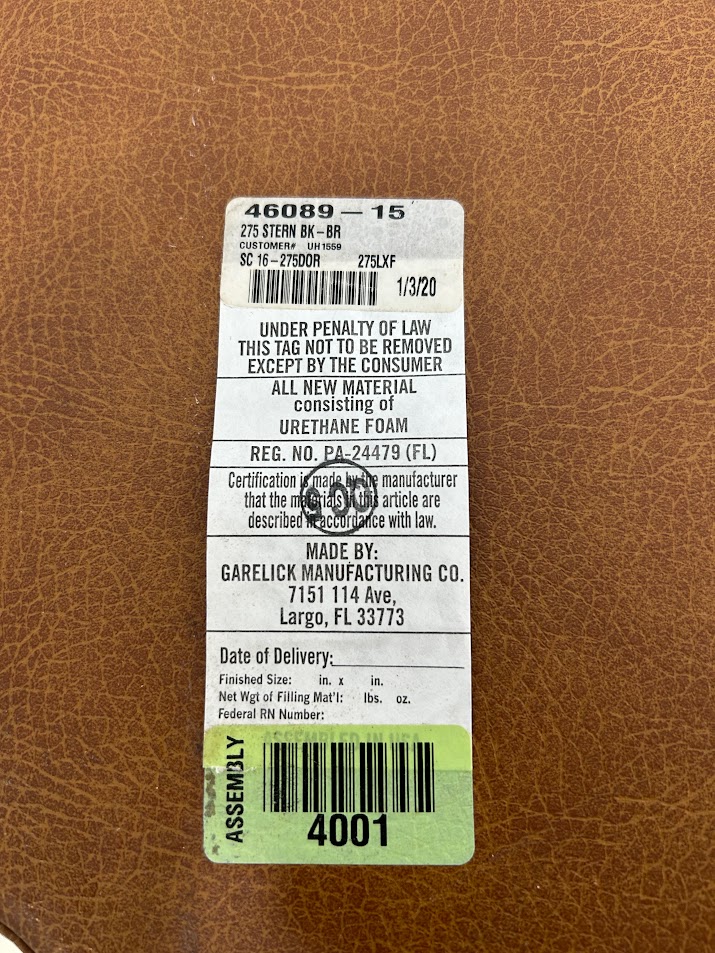 46089-15
275 STERN BK-BR
CUSTOMER# UH1559
SC 16-275DOR 275LXF
1/3/20
UNDER PENALTY OF LAW
THIS TAG NOT TO BE REMOVED
EXCEPT BY THE CONSUMER
ALL NEW MATERIAL
consisting of
URETHANE FOAM
REG. NO. PA-24479 (FL)
Certification is made by the manufacturer
that the materials in this article are
described in accordance with law.
MADE BY:
GARELICK MANUFACTURING CO.
7151 114 Ave,
Largo, FL 33773
Date of Delivery:
Finished Size: in. x in.
Net Wgt of Filling Mat'l: lbs. oz.
Federal RN Number:
ASSEMBLED IN USA
ASSEMBLY
4001